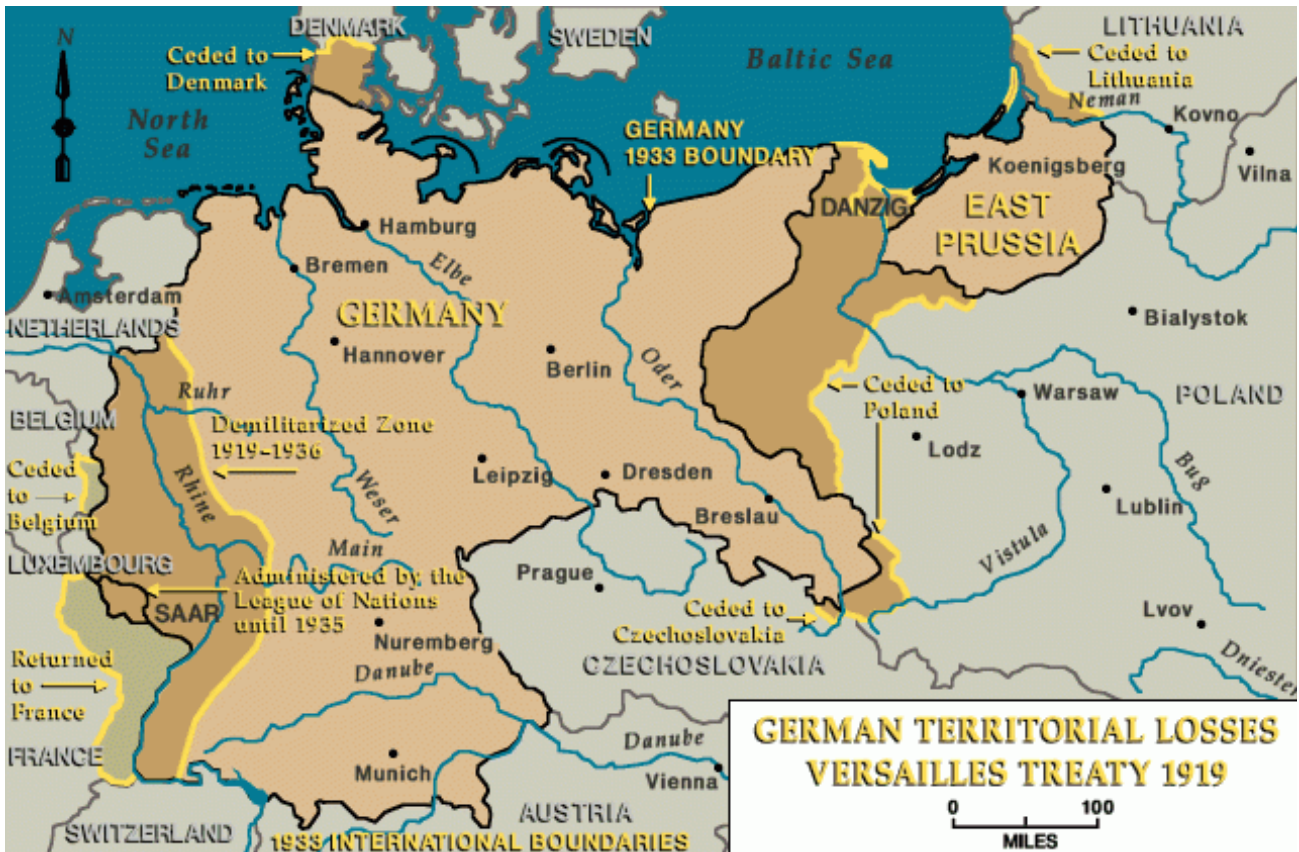 DENMARK
Ceded to
Denmark
SWEDEN
Baltic Sea
LITHUANIA
Ceded to
Lithuania
N
North
Sea
Neman
Kovno
Vilna
GERMANY
1933 BOUNDARY
Koenigsberg
DANZIG
EAST
PRUSSIA
Hamburg
Bremen
Elbe
Amsterdam
NETHERLANDS
GERMANY
Hannover
Berlin
Oder
Bialystok
Ruhr
BELGIUM
Demilitarized Zone
1919-1936
Ceded to
Poland
Warsaw
POLAND
Lodz
Ceded
to
Belgium
Rhine
Weser
Leipzig
Dresden
Breslau
Bug
Lublin
Vistula
LUXEMBOURG
Main
Administered by the
League of Nations
until 1935
SAAR
Prague
Ceded to
Czechoslovakia
Lvov
Nuremberg
CZECHOSLOVAKIA
Dniester
Returned
to
France
Danube
FRANCE
Munich
Danube
Vienna
AUSTRIA
SWITZERLAND
1933 INTERNATIONAL BOUNDARIES
GERMAN TERRITORIAL LOSSES
VERSAILLES TREATY 1919
0 100
MILES